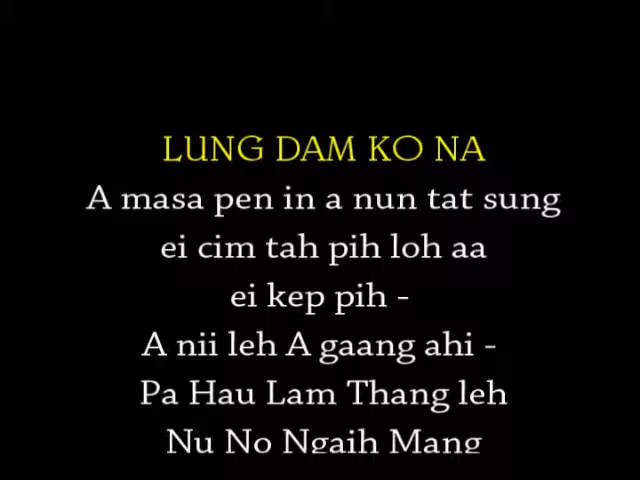 LUNG DAM KO NA
A masa pen in a nun tat sung
ei cim tah pih loh aa
ei kep pih -
A nii leh A gaang ahi -
Pa Hau Lam Thang leh
Nu No Ngaih Mang